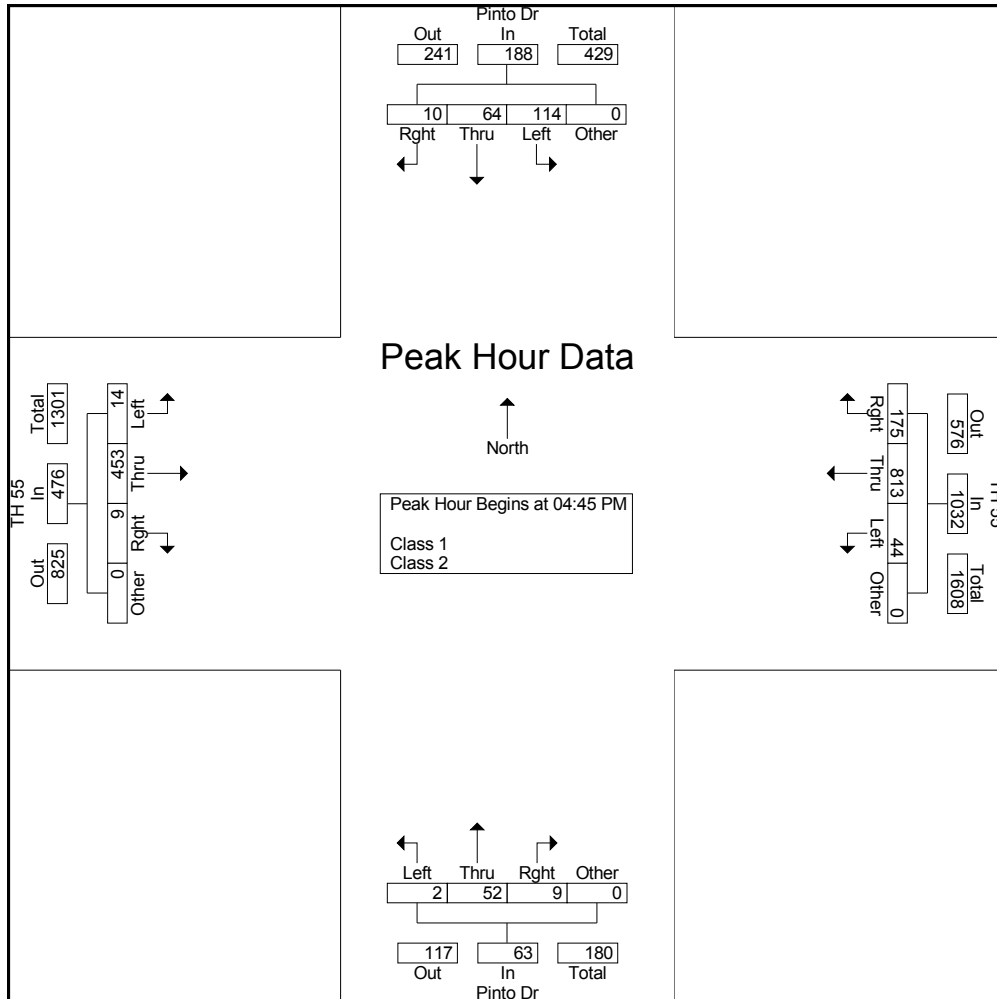 Pinto Dr
Out In Total
241 188 429
10 64 114 0
Rght Thru Left Other
Peak Hour Data
North
Peak Hour Begins at 04:45 PM
Class 1
Class 2
TH 55
Out In Total
825 476 1301
Left Thru Rght Other
14 453 9 0
Rght Thru Left Other
175 813 44 0
Out In Total
576 1032 1608
Left Thru Rght Other
2 52 9 0
117 63 180
Out In Total
Pinto Dr